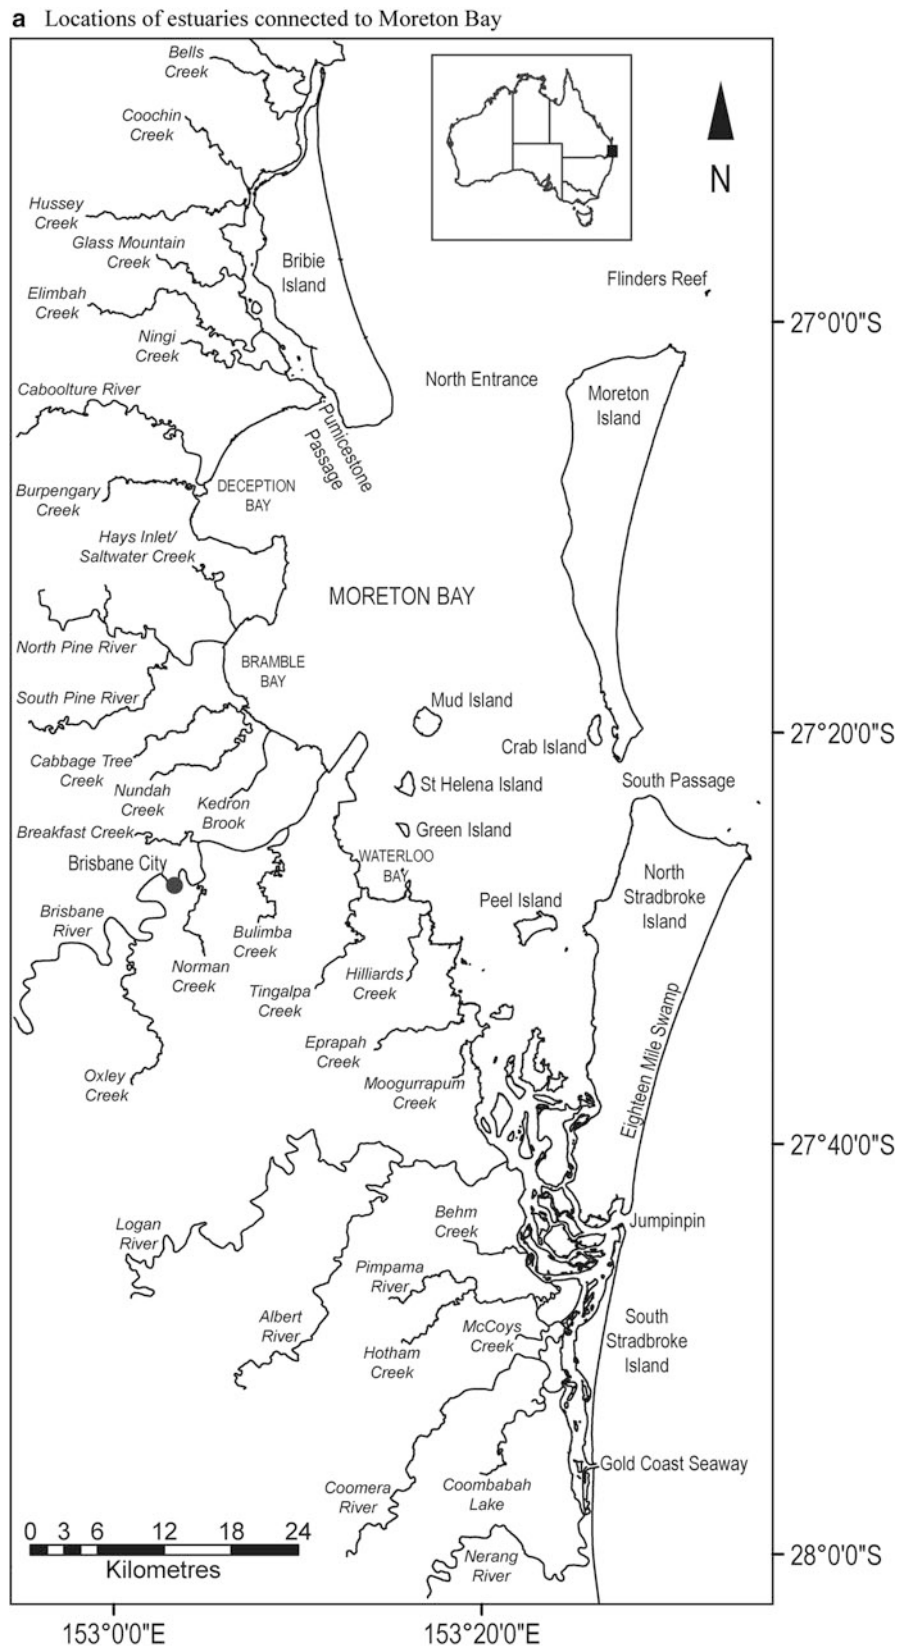 a Locations of estuaries connected to Moreton Bay
Bells
Creek
Coochin
Creek
N
Hussey
Creek
Glass Mountain
Creek
Bribie
Island
Flinders Reef
Elimbah
Creek
27°0'0"S
Ningi
Creek
North Entrance
Moreton
Island
Caboolture River
Pumicestone
Passage
Burpengary
Creek
DECEPTION
BAY
Hays Inlet/
Saltwater Creek
MORETON BAY
North Pine River
BRAMBLE
BAY
South Pine River
Mud Island
27°20'0"S
Crab Island
Cabbage Tree
Creek
South Passage
St Helena Island
Nundah
Creek
Kedron
Brook
Breakfast Creek
Green Island
Brisbane City
WATERLOO
BAY
North
Stradbroke
Island
Peel Island
Brisbane
River
Bulimba
Creek
Norman
Creek
Hilliards
Creek
Tingalpa
Creek
Eighteen Mile Swamp
Eprapah
Creek
Oxley
Creek
Moogurrapum
Creek
27°40'0"S
Behm
Creek
Jumpinpin
Logan
River
Pimpama
River
Albert
River
McCoys
Creek
South
Stradbroke
Island
Hotham
Creek
Gold Coast Seaway
Coomera
River
Coombabah
Lake
0 3 6 12 18 24
Kilometres
Nerang
River
28°0'0"S
153°0'0"E
153°20'0"E